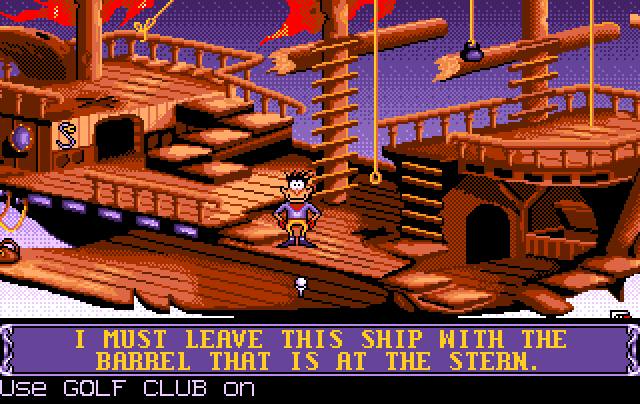 I MUST LEAVE THIS SHIP WITH THE
BARREL THAT IS AT THE STERN.
Use GOLF CLUB on